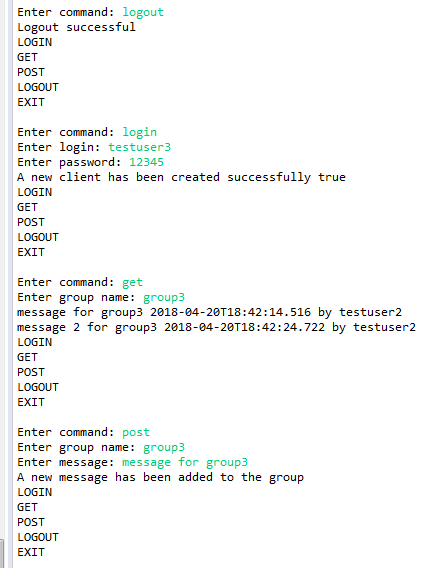 Enter command: logout
Logout successful
LOGIN
GET
POST
LOGOUT
EXIT
Enter command: login
Enter login: testuser3
Enter password: 12345
A new client has been created successfully true
LOGIN
GET
POST
LOGOUT
EXIT
Enter command: get
Enter group name: group3
message for group3 2018-04-20T18:42:14.516 by testuser2
message 2 for group3 2018-04-20T18:42:24.722 by testuser2
LOGIN
GET
POST
LOGOUT
EXIT
Enter command: post
Enter group name: group3
Enter message: message for group3
A new message has been added to the group
LOGIN
GET
POST
LOGOUT
EXIT